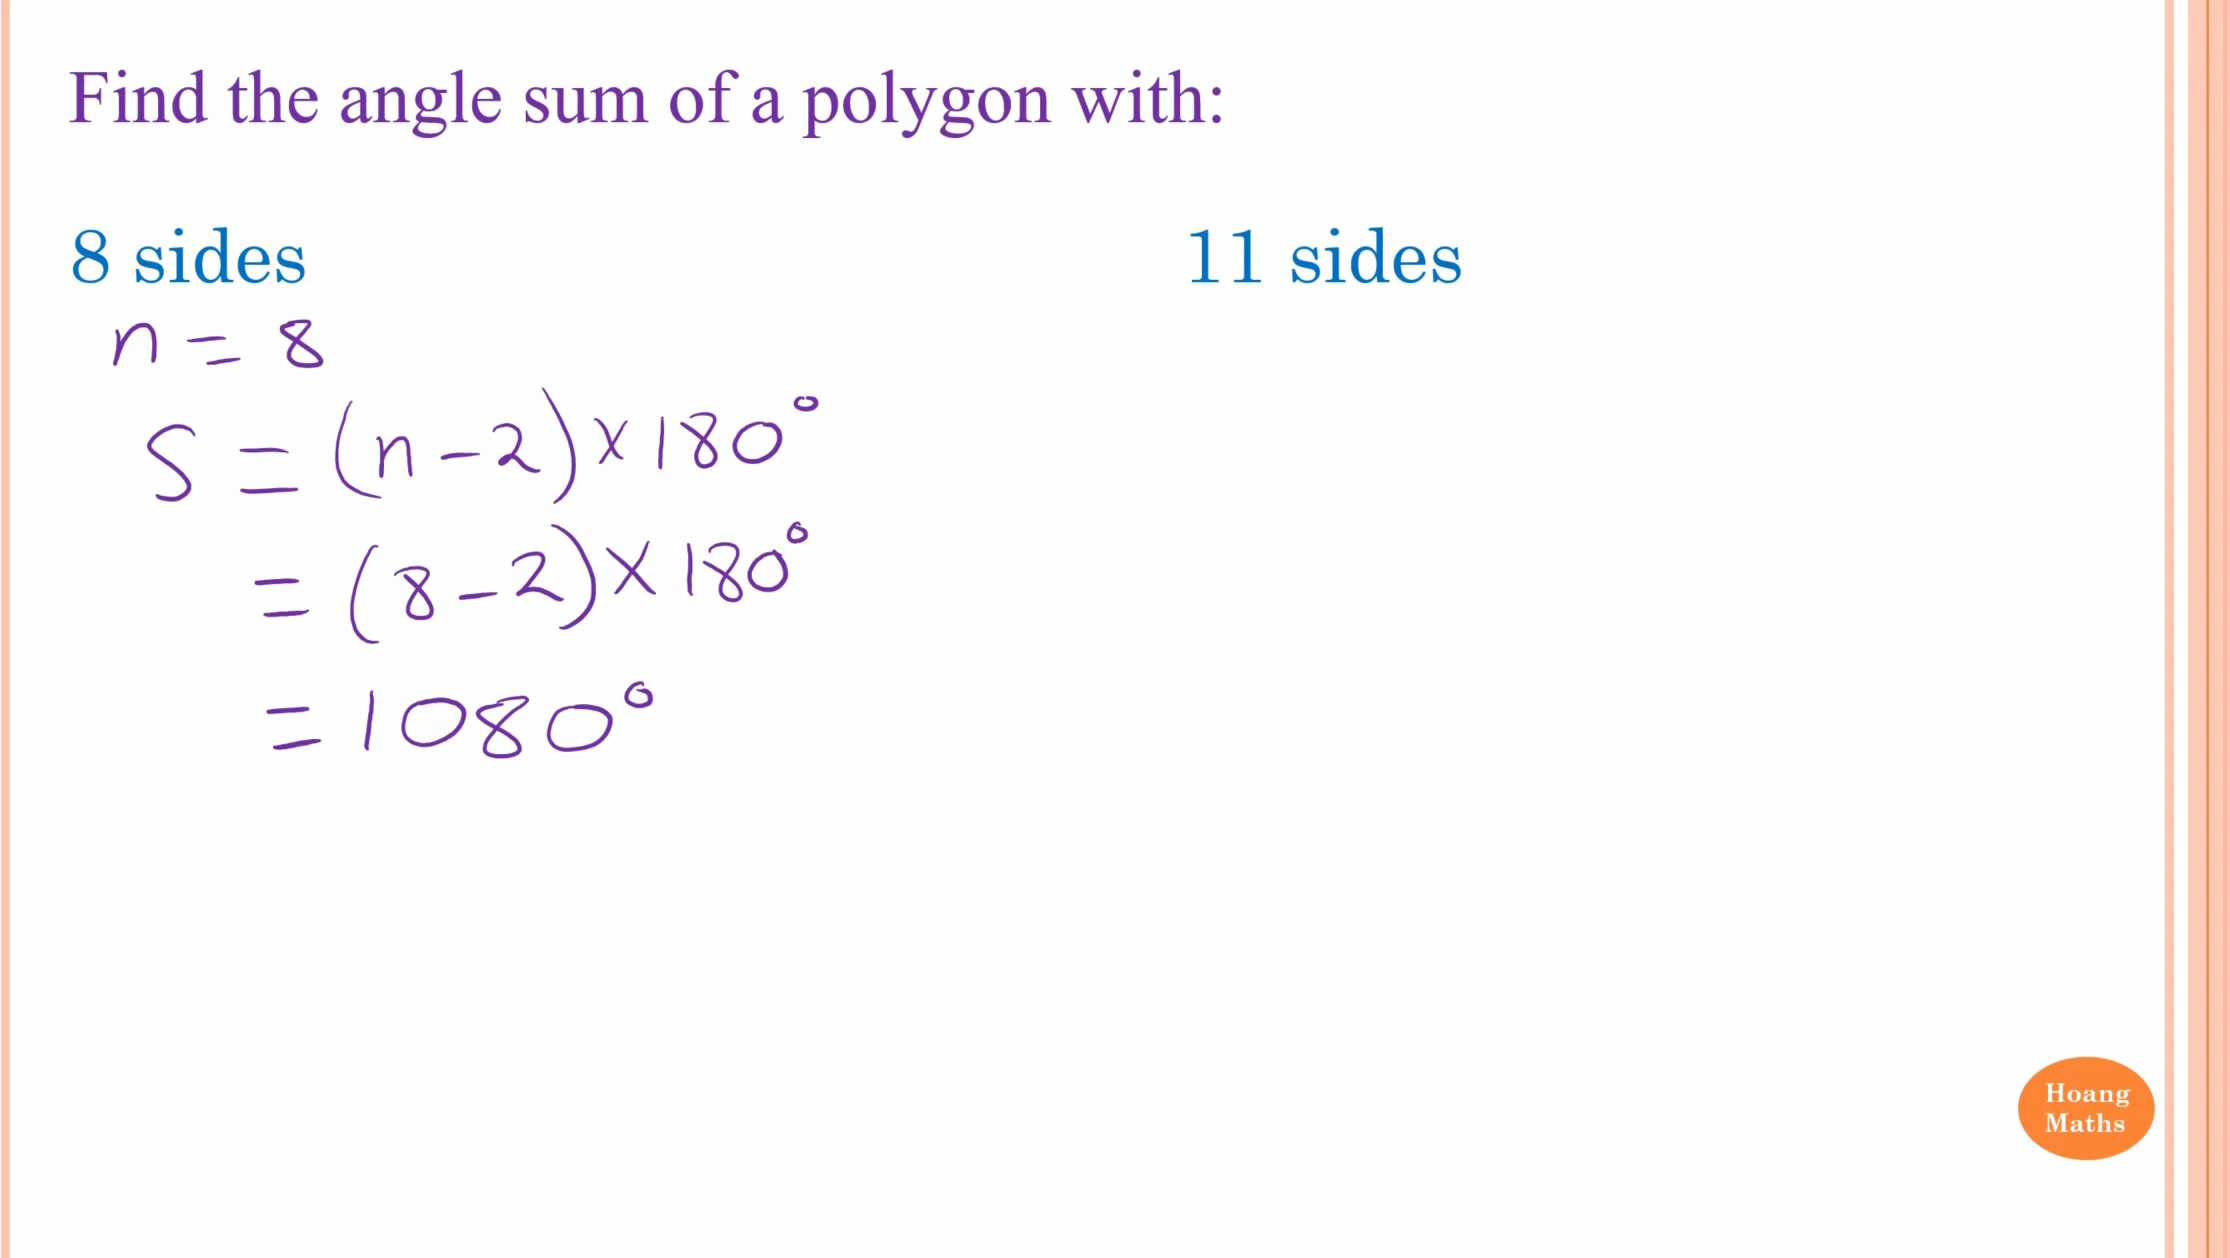 Find the angle sum of a polygon with:
8 sides
n = 8
S = (n-2)×180°
= (8-2)×180°
= 1080°
11 sides
Hoang
Maths